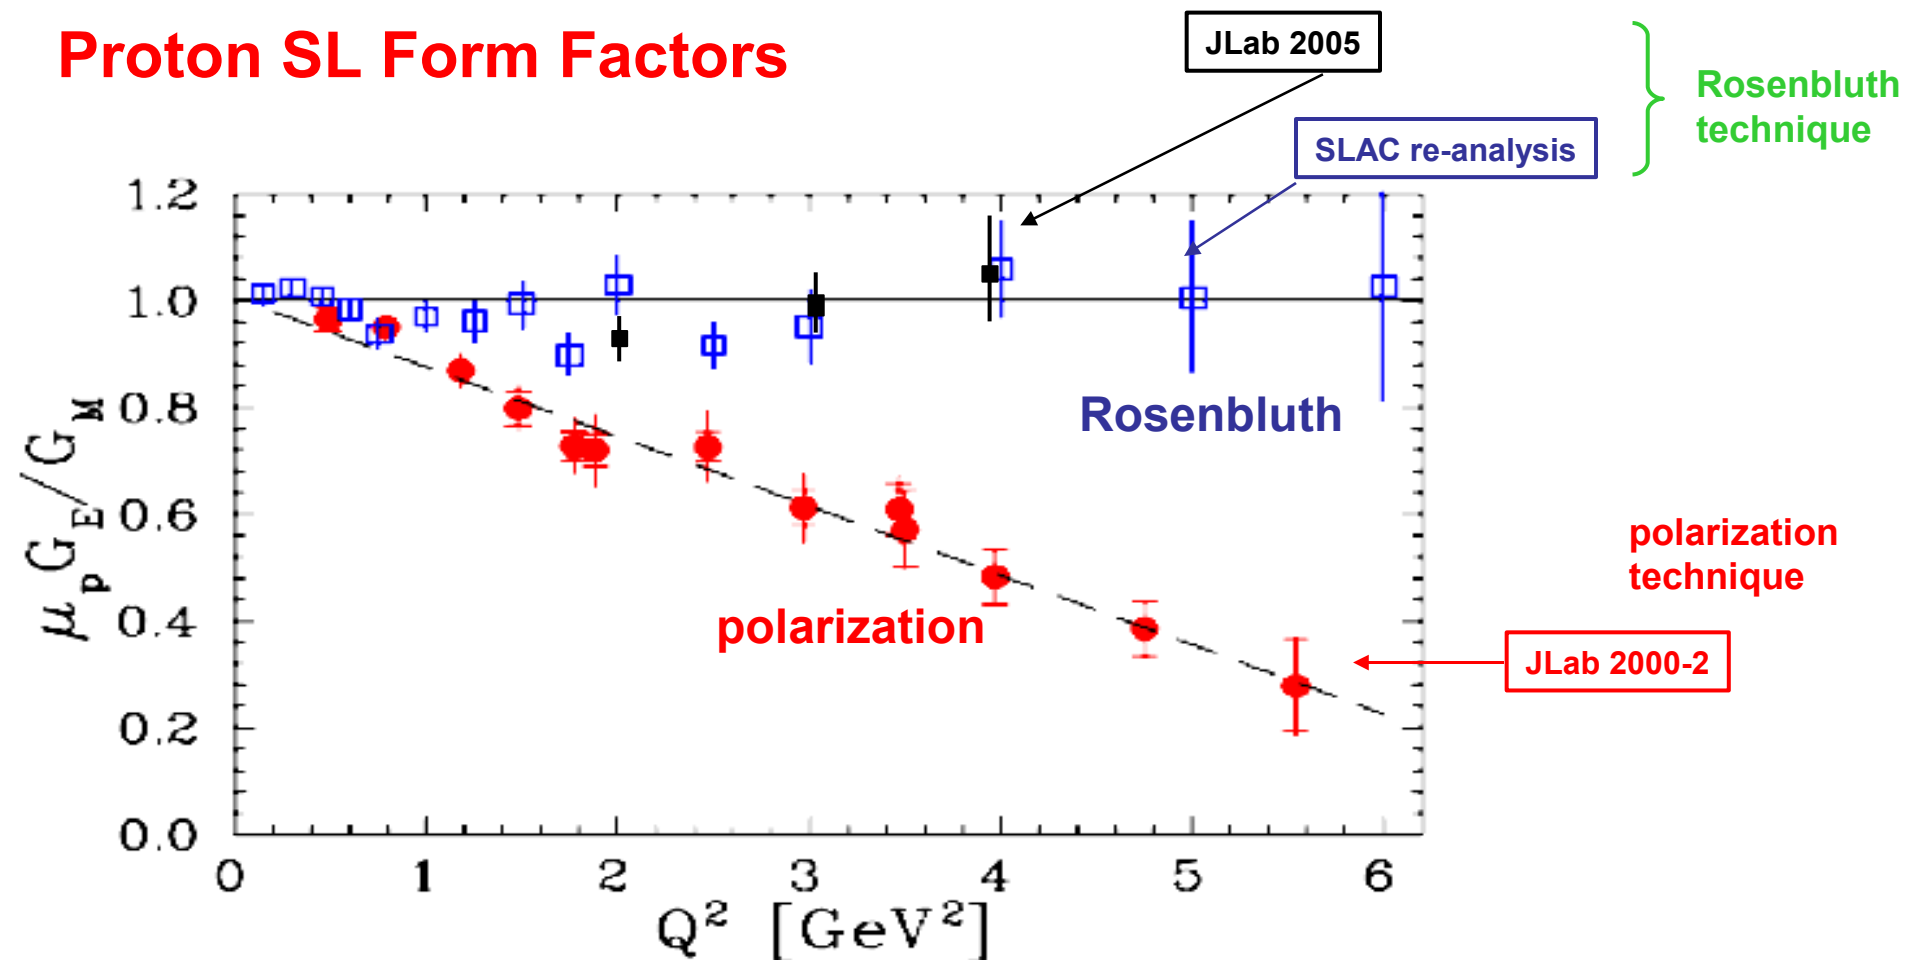 Proton SL Form Factors
JLab 2005
Rosenbluth
technique
SLAC re-analysis
1.2
1.0
0.8
0.6
0.4
0.2
0.0
μpGE/GM
Rosenbluth
polarization
polarization
technique
JLab 2000-2
0 1 2 3 4 5 6
Q² [GeV²]